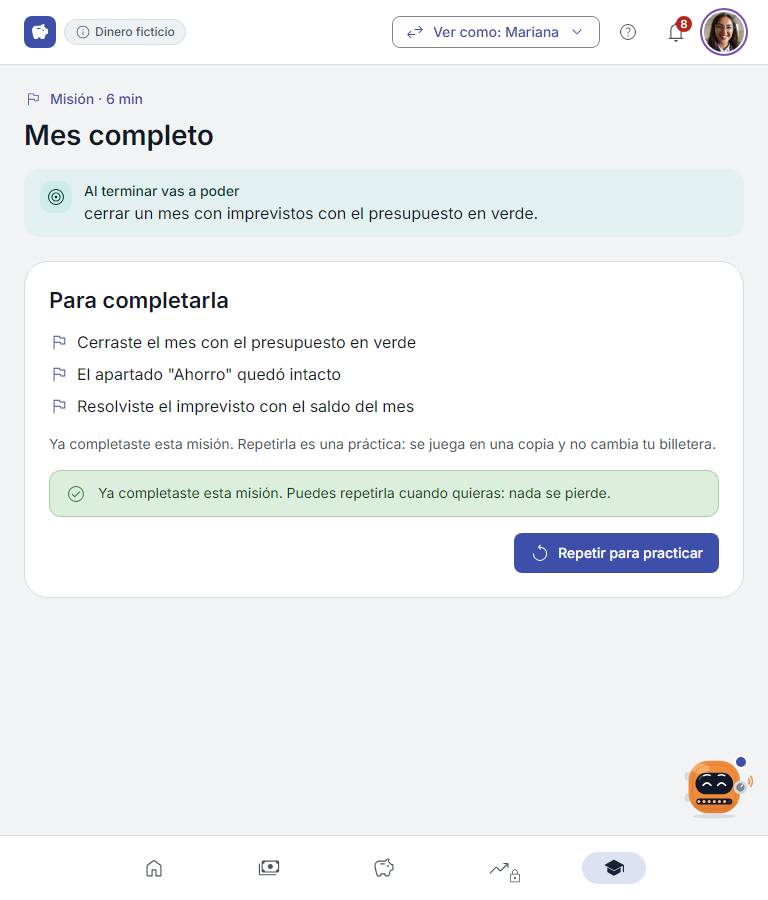 Dinero ficticio
Ver como: Mariana
8
Misión · 6 min
Mes completo
Al terminar vas a poder
cerrar un mes con imprevistos con el presupuesto en verde.
Para completarla
Cerraste el mes con el presupuesto en verde
El apartado "Ahorro" quedó intacto
Resolviste el imprevisto con el saldo del mes
Ya completaste esta misión. Repetirla es una práctica: se juega en una copia y no cambia tu billetera.
Ya completaste esta misión. Puedes repetirla cuando quieras: nada se pierde.
Repetir para practicar